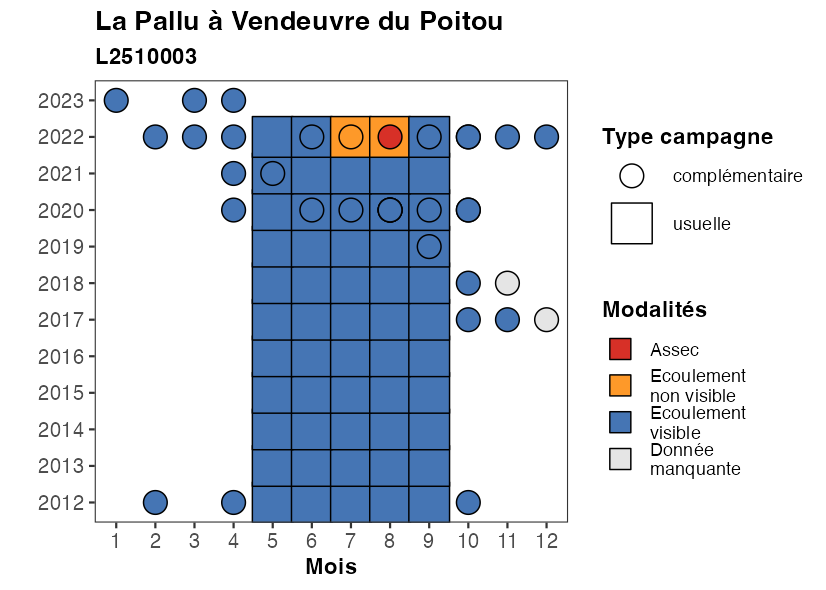 La Pallu à Vendeuvre du Poitou
L2510003
2023
2022
2021
2020
2019
2018
2017
2016
2015
2014
2013
2012
1 2 3 4 5 6 7 8 9 10 11 12
Mois
Type campagne
complémentaire
usuelle
Modalités
Assec
Ecoulement
non visible
Ecoulement
visible
Donnée
manquante